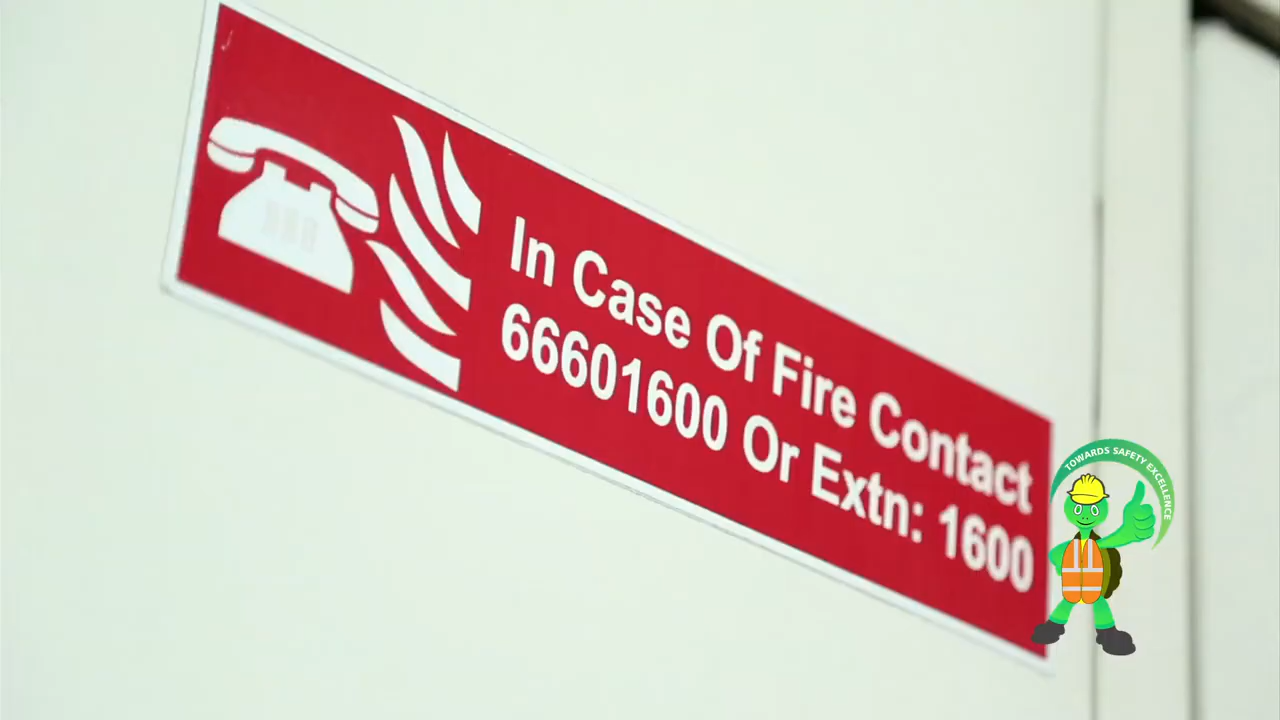 In Case Of Fire Contact
66601600 Or Extn: 1600
TOWARDS SAFETY EXCELLENCE